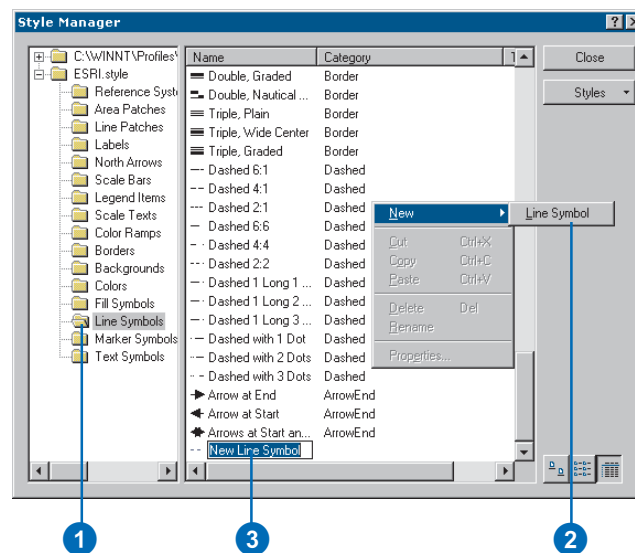 Style Manager
C:\WINNT\Profiles\
ESRI.style
Reference Syst
Area Patches
Line Patches
Labels
North Arrows
Scale Bars
Legend Items
Scale Texts
Color Ramps
Borders
Backgrounds
Colors
Fill Symbols
Line Symbols
Marker Symbols
Text Symbols
Name Category T
Double, Graded Border
Double, Nautical ... Border
Triple, Plain Border
Triple, Wide Center Border
Triple, Graded Border
Dashed 6:1 Dashed
Dashed 4:1 Dashed
Dashed 2:1 Dashed
Dashed 6:6 Dashed
Dashed 4:4 Dashed
Dashed 2:2 Dashed
Dashed 1 Long 1 ... Dashed
Dashed 1 Long 2 ... Dashed
Dashed 1 Long 3 ... Dashed
Dashed with 1 Dot Dashed
Dashed with 2 Dots Dashed
Dashed with 3 Dots Dashed
Arrow at End ArrowEnd
Arrow at Start ArrowEnd
Arrows at Start an... ArrowEnd
New Line Symbol
New
Cut Ctrl+X
Copy Ctrl+C
Paste Ctrl+V
Delete Del
Rename
Properties...
Line Symbol
Close
Styles
1
3
2